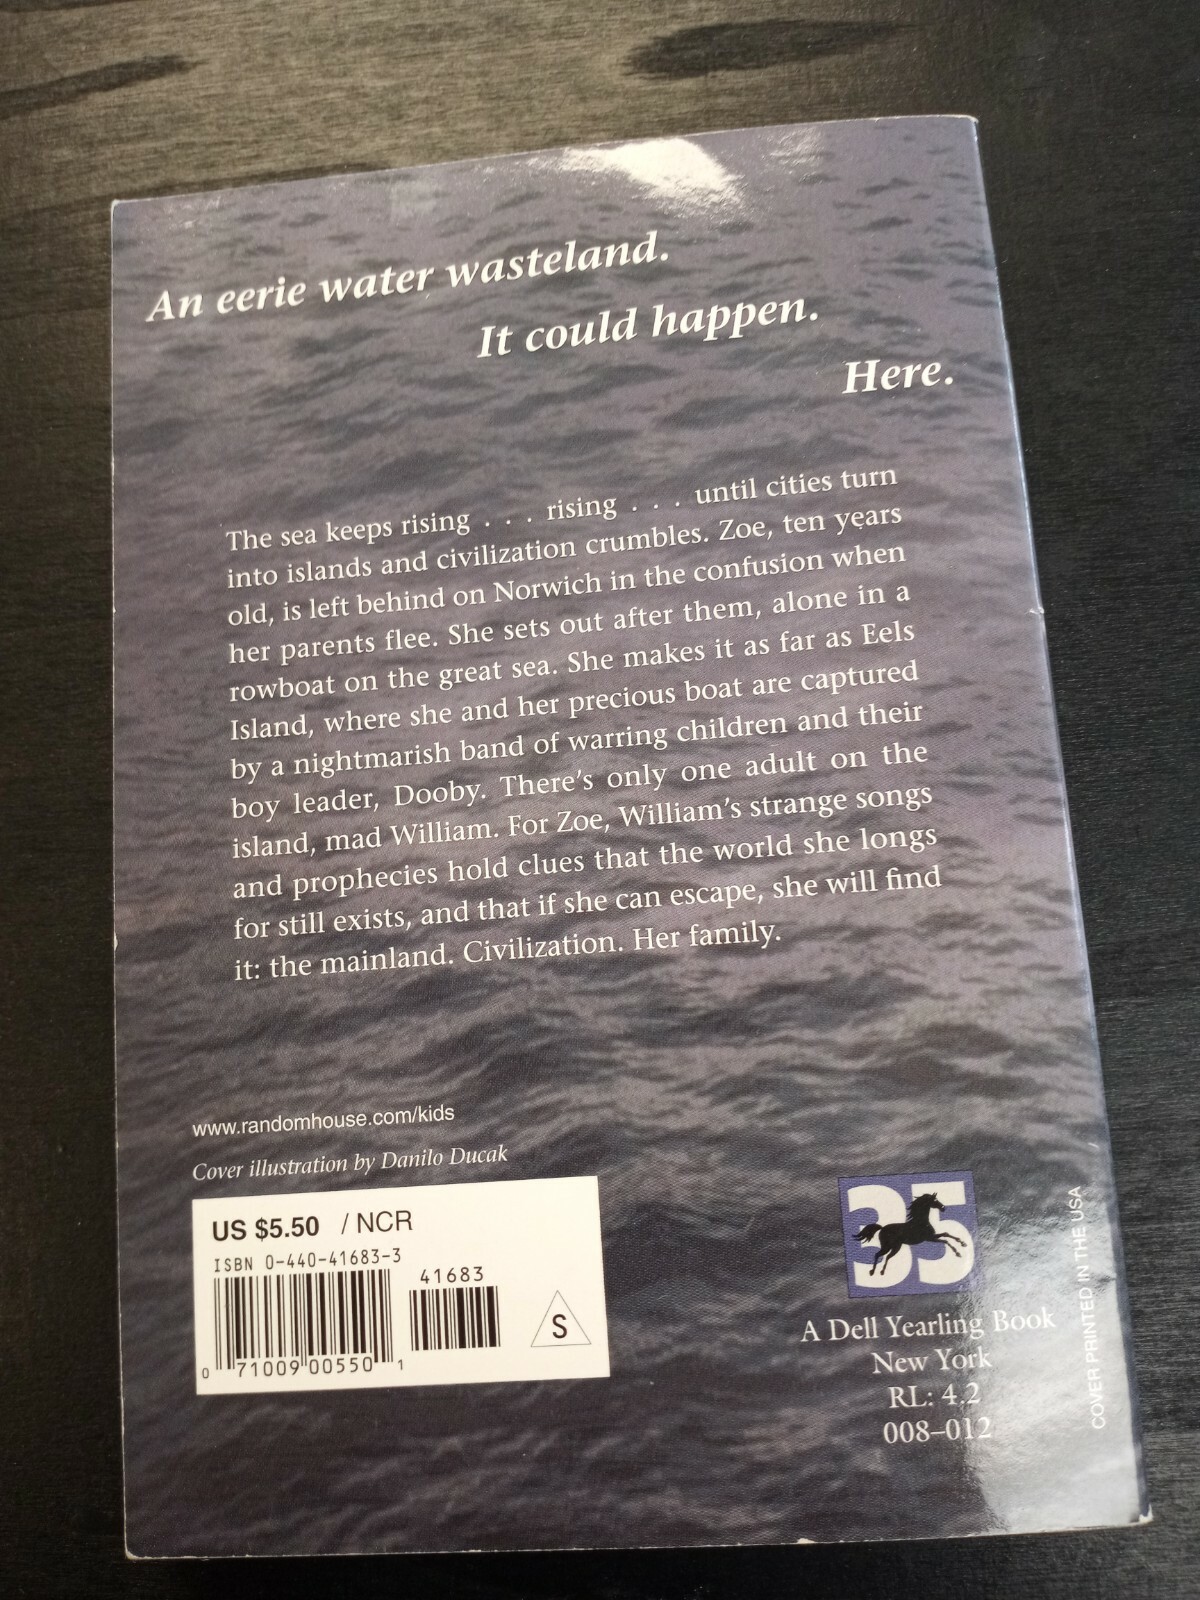 An eerie water wasteland.
It could happen.
Here.
The sea keeps rising . . . rising . . . until cities turn
into islands and civilization crumbles. Zoe, ten years
old, is left behind on Norwich in the confusion when
her parents flee. She sets out after them, alone in a
rowboat on the great sea. She makes it as far as Eels
Island, where she and her precious boat are captured
by a nightmarish band of warring children and their
boy leader, Dooby. There's only one adult on the
island, mad William. For Zoe, William's strange songs
and prophecies hold clues that the world she longs
for still exists, and that if she can escape, she will find
it: the mainland. Civilization. Her family.
www.randomhouse.com/kids
Cover illustration by Danilo Ducak
US $5.50 / NCR
ISBN 0-440-41683-3
41683
S
0 71009 00550 1
35
A Dell Yearling Book
New York
RL: 4.2
008–012
COVER PRINTED IN THE USA